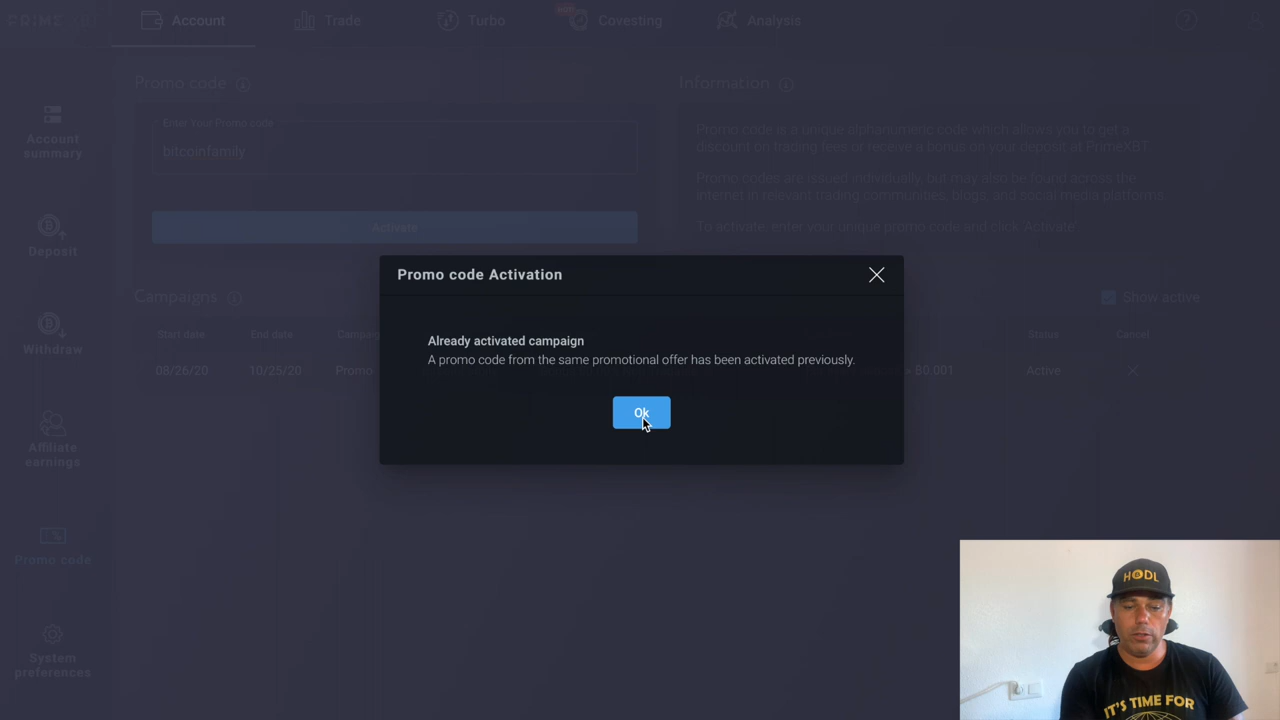 PRIME XBT
Account
Trade
Turbo
Covesting
Analysis
Promo code
Information
Enter Your Promo code
bitcoinfamily
Activate
Promo code is a unique alphanumeric code which allows you to get a
discount on trading fees or receive a bonus on your deposit at PrimeXBT.
Promo codes are issued individually, but may also be found across the
internet in relevant trading communities, blogs, and social media platforms.
To activate, enter your unique promo code and click 'Activate'.
Account
summary
Deposit
Withdraw
Affiliate
earnings
Promo code
System
preferences
Campaigns
Show active
Start date
End date
Status
Cancel
08/26/20
10/25/20
Promo
> B0.001
Active
Promo code Activation
Already activated campaign
A promo code from the same promotional offer has been activated previously.
Ok
HODL
IT'S TIME FOR